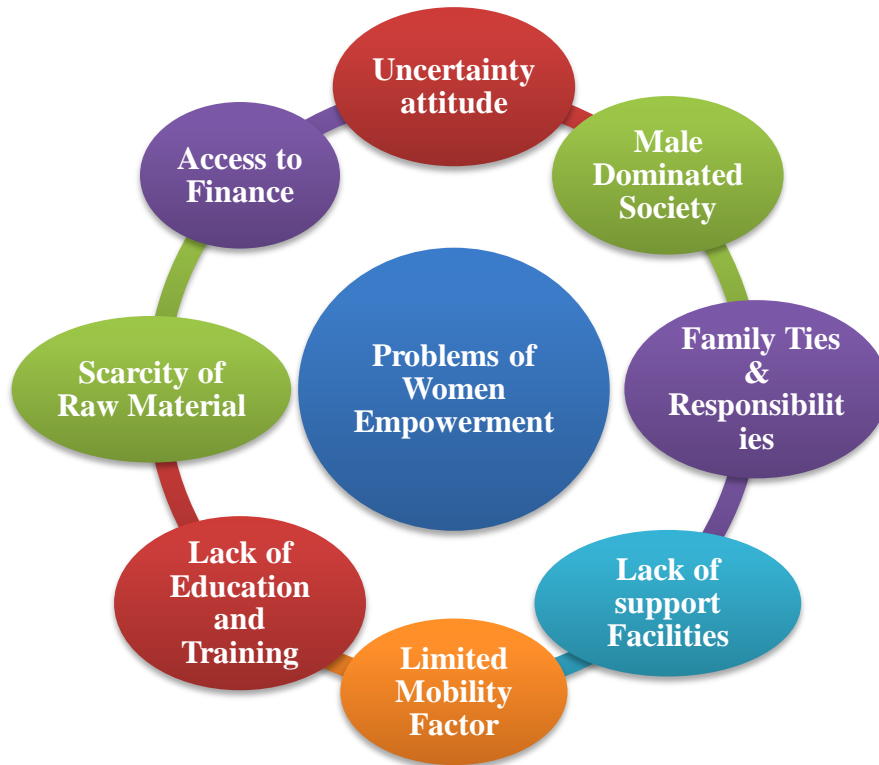 Uncertainty
attitude
Male
Dominated
Society
Family Ties
&
Responsibilit
ies
Lack of
support
Facilities
Limited
Mobility
Factor
Lack of
Education
and
Training
Scarcity of
Raw Material
Access to
Finance
Problems of
Women
Empowerment